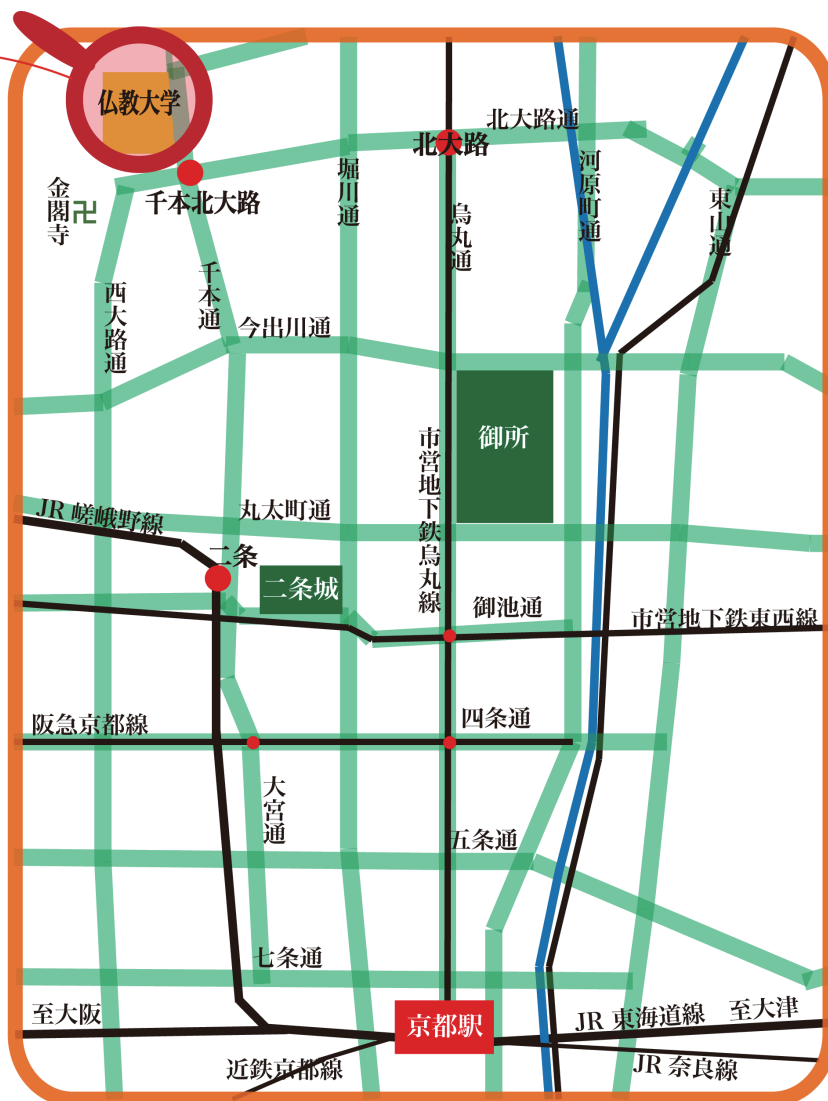 仏教大学
北大路通
北大路
千本北大路
金閣寺
卍
堀川通
烏丸通
河原町通
東山通
千本通
西大路通
今出川通
御所
市営地下鉄烏丸線
JR 嵯峨野線
丸太町通
二条
二条城
御池通
市営地下鉄東西線
阪急京都線
四条通
大宮通
五条通
七条通
至大阪
京都駅
JR 東海道線
至大津
近鉄京都線
JR 奈良線